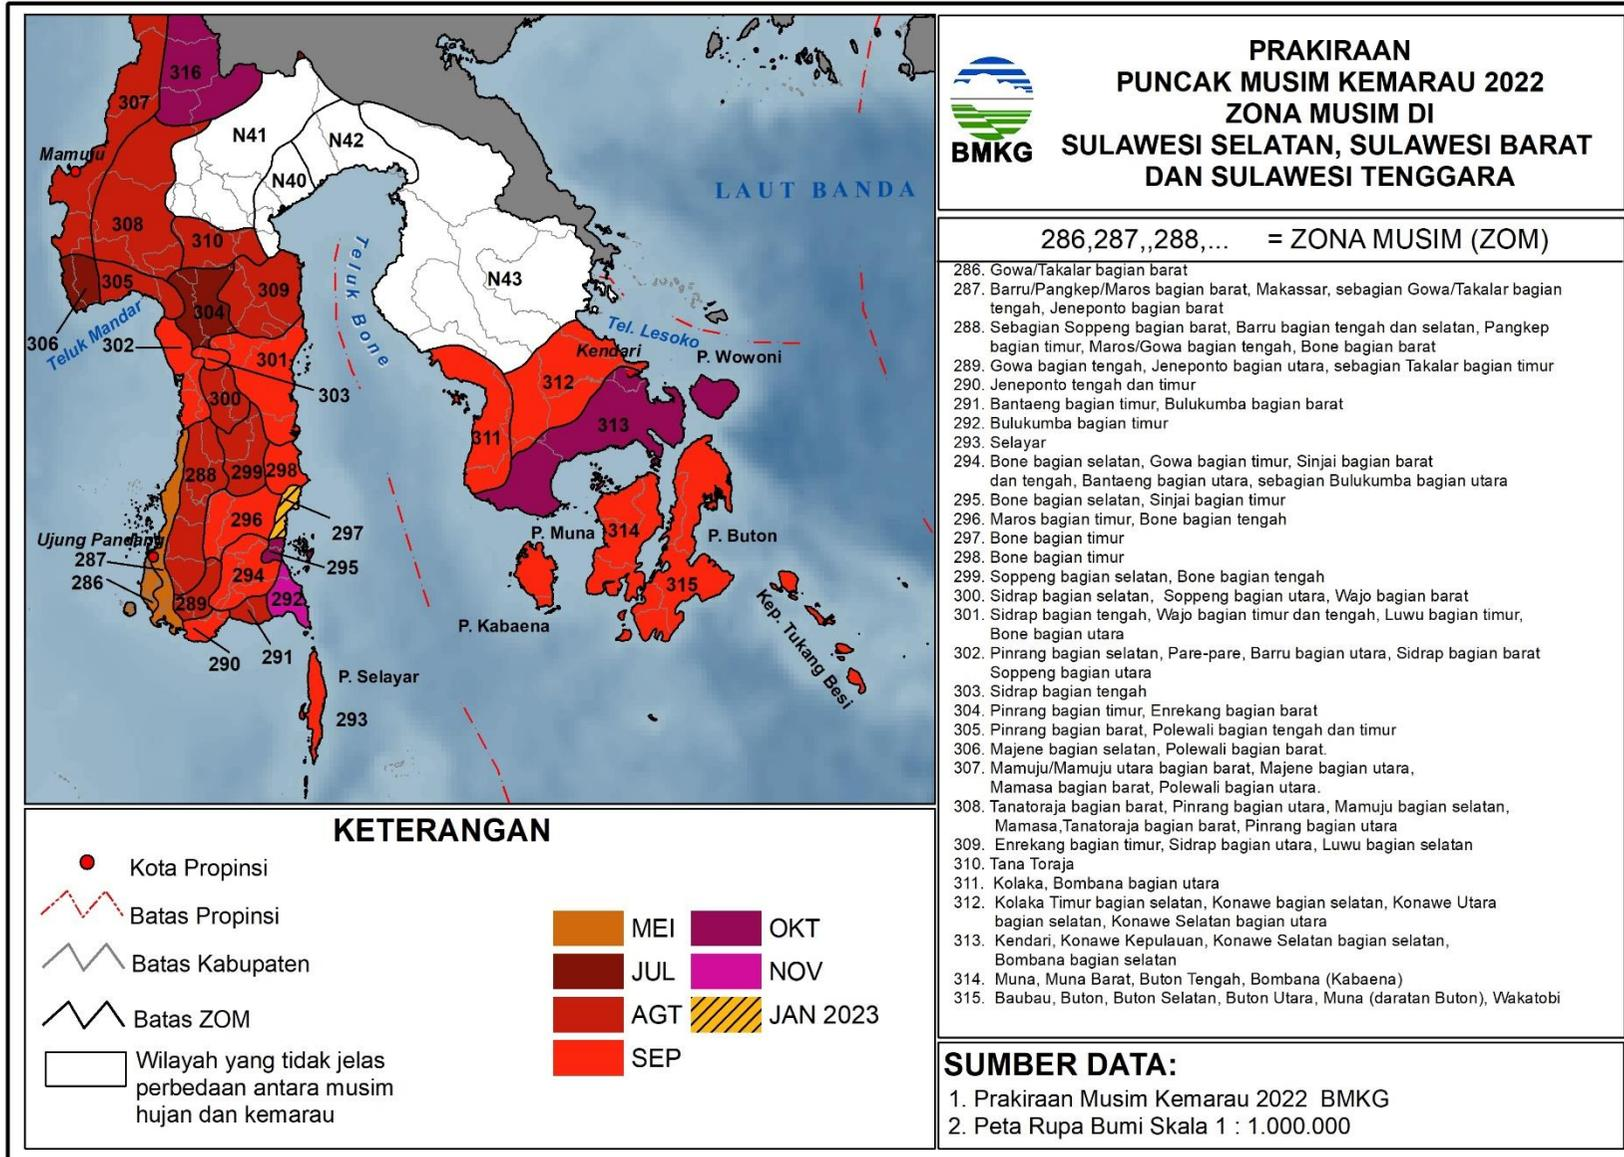 316
307
N41
N42
Mamuju
N40
308
310
309
305
304
306
Teluk Mandar
302
301
303
300
Teluk Bone
N43
LAUT BANDA
Tel. Lesoko
Kendari
P. Wowoni
312
313
311
288
299
298
296
297
Ujung Pandang
287
286
295
294
292
289
290
291
P. Muna
314
P. Buton
315
P. Kabaena
Kep. Tukang Besi
P. Selayar
293
BMKG
PRAKIRAAN
PUNCAK MUSIM KEMARAU 2022
ZONA MUSIM DI
SULAWESI SELATAN, SULAWESI BARAT
DAN SULAWESI TENGGARA
286,287,,288,... = ZONA MUSIM (ZOM)
286. Gowa/Takalar bagian barat
287. Barru/Pangkep/Maros bagian barat, Makassar, sebagian Gowa/Takalar bagian
tengah, Jeneponto bagian barat
288. Sebagian Soppeng bagian barat, Barru bagian tengah dan selatan, Pangkep
bagian timur, Maros/Gowa bagian tengah, Bone bagian barat
289. Gowa bagian tengah, Jeneponto bagian utara, sebagian Takalar bagian timur
290. Jeneponto tengah dan timur
291. Bantaeng bagian timur, Bulukumba bagian barat
292. Bulukumba bagian timur
293. Selayar
294. Bone bagian selatan, Gowa bagian timur, Sinjai bagian barat
dan tengah, Bantaeng bagian utara, sebagian Bulukumba bagian utara
295. Bone bagian selatan, Sinjai bagian timur
296. Maros bagian timur, Bone bagian tengah
297. Bone bagian timur
298. Bone bagian timur
299. Soppeng bagian selatan, Bone bagian tengah
300. Sidrap bagian selatan, Soppeng bagian utara, Wajo bagian barat
301. Sidrap bagian tengah, Wajo bagian timur dan tengah, Luwu bagian timur,
Bone bagian utara
302. Pinrang bagian selatan, Pare-pare, Barru bagian utara, Sidrap bagian barat
Soppeng bagian utara
303. Sidrap bagian tengah
304. Pinrang bagian timur, Enrekang bagian barat
305. Pinrang bagian barat, Polewali bagian tengah dan timur
306. Majene bagian selatan, Polewali bagian barat.
307. Mamuju/Mamuju utara bagian barat, Majene bagian utara,
Mamasa bagian barat, Polewali bagian utara.
308. Tanatoraja bagian barat, Pinrang bagian utara, Mamuju bagian selatan,
Mamasa,Tanatoraja bagian barat, Pinrang bagian utara
309. Enrekang bagian timur, Sidrap bagian utara, Luwu bagian selatan
310. Tana Toraja
311. Kolaka, Bombana bagian utara
312. Kolaka Timur bagian selatan, Konawe bagian selatan, Konawe Utara
bagian selatan, Konawe Selatan bagian utara
313. Kendari, Konawe Kepulauan, Konawe Selatan bagian selatan,
Bombana bagian selatan
314. Muna, Muna Barat, Buton Tengah, Bombana (Kabaena)
315. Baubau, Buton, Buton Selatan, Buton Utara, Muna (daratan Buton), Wakatobi
KETERANGAN
Kota Propinsi
Batas Propinsi
Batas Kabupaten
Batas ZOM
Wilayah yang tidak jelas
perbedaan antara musim
hujan dan kemarau
MEI
JUL
AGT
SEP
OKT
NOV
JAN 2023
SUMBER DATA:
1. Prakiraan Musim Kemarau 2022 BMKG
2. Peta Rupa Bumi Skala 1 : 1.000.000